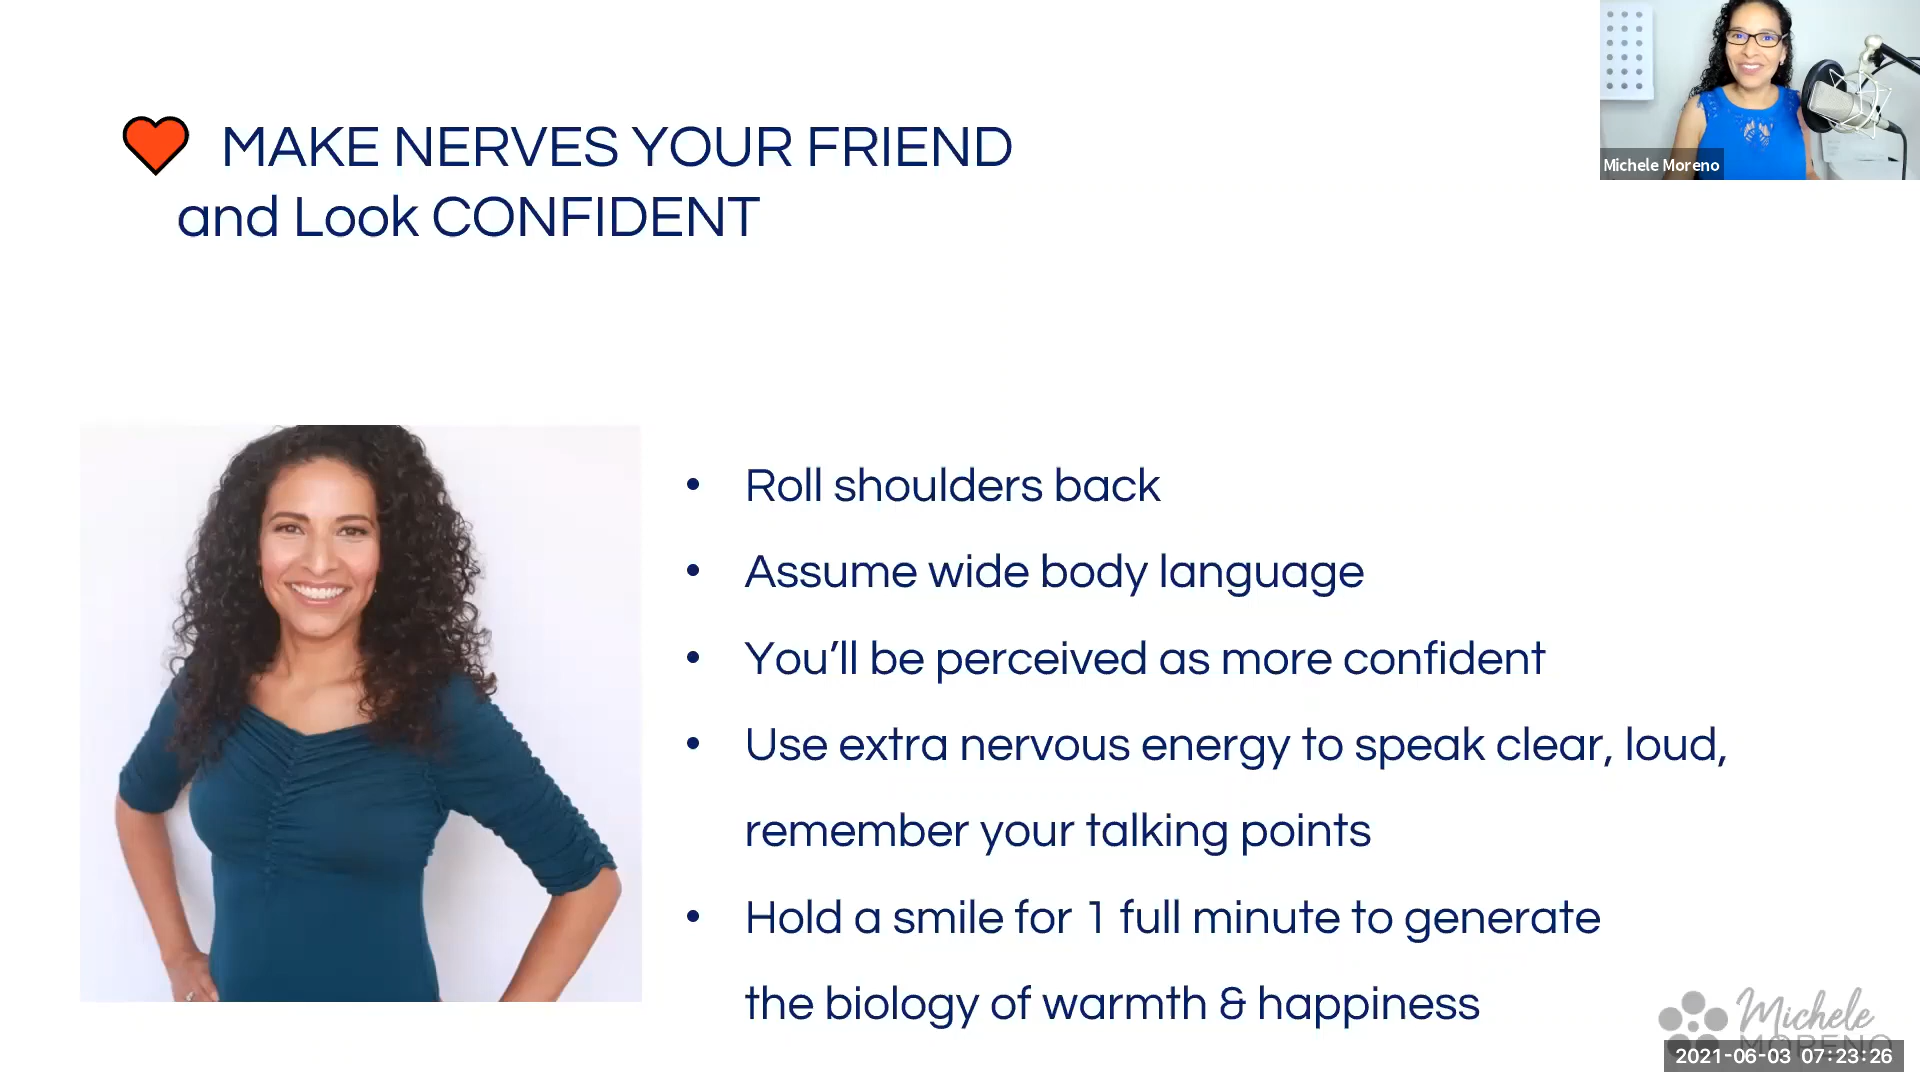 MAKE NERVES YOUR FRIEND
and Look CONFIDENT
Michele Moreno
• Roll shoulders back
• Assume wide body language
• You’ll be perceived as more confident
• Use extra nervous energy to speak clear, loud,
remember your talking points
• Hold a smile for 1 full minute to generate
the biology of warmth & happiness
Michele
MORENO
2021-06-03 07:23:26